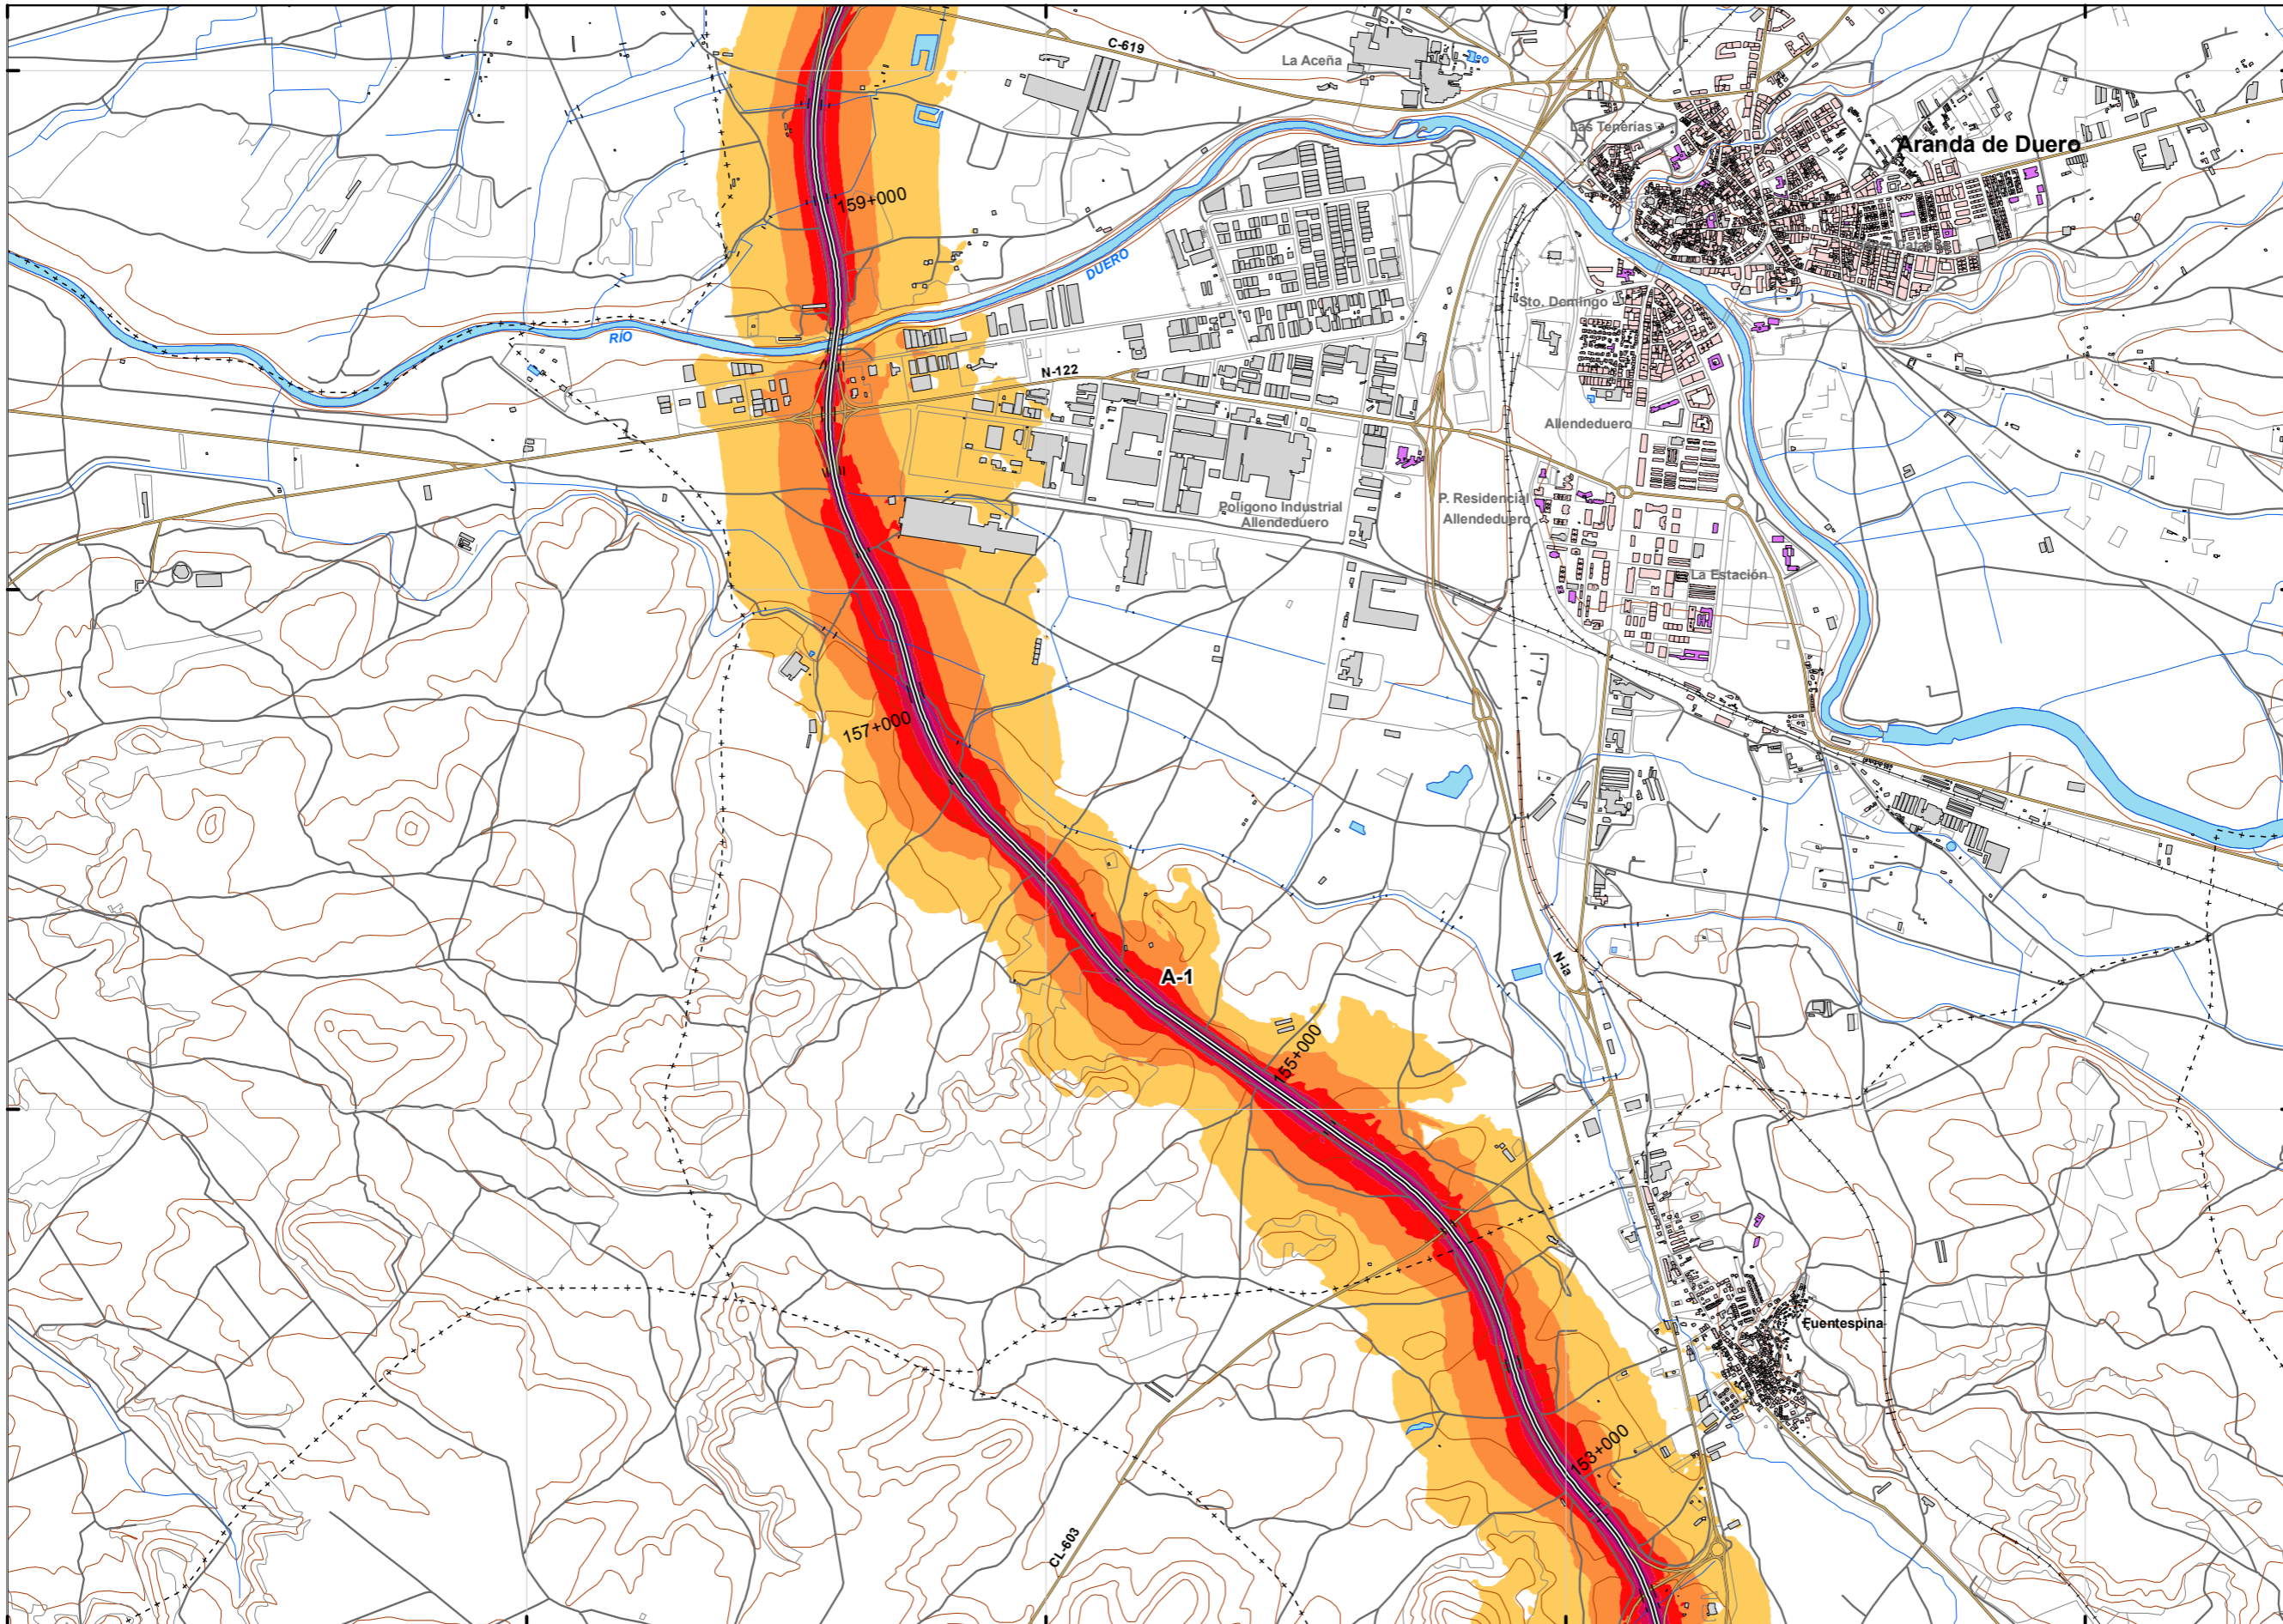 C-619
La Aceña
Las Tenerías
Aranda de Duero
159+000
DUERO
Sto. Domingo
RÍO
N-122
Allendeduero
P. Residencial
Allendeduero
Polígono Industrial
Allendeduero
La Estación
157+000
A-1
N-Ia
155+000
Fuentespina
153+000
CL-603